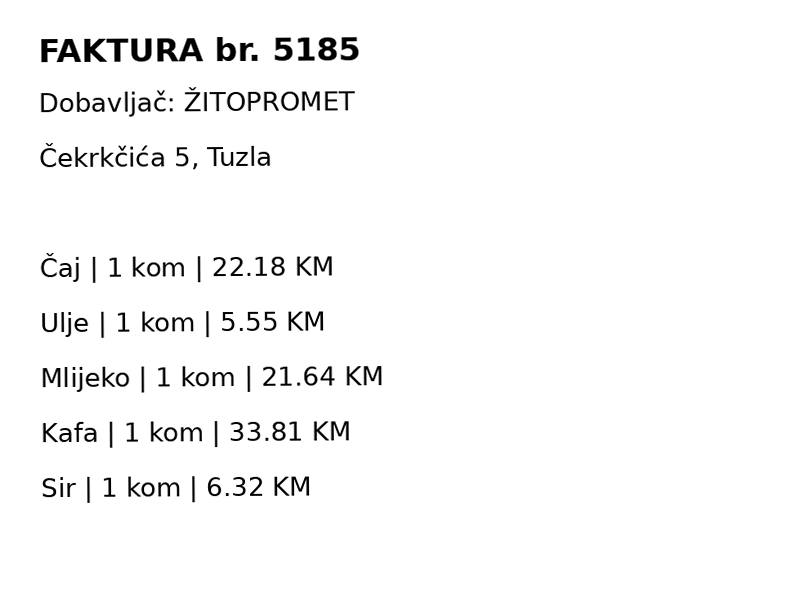 FAKTURA br. 5185
Dobavljač: ŽITOPROMET
Čekrkčića 5, Tuzla
Čaj | 1 kom | 22.18 KM
Ulje | 1 kom | 5.55 KM
Mlijeko | 1 kom | 21.64 KM
Kafa | 1 kom | 33.81 KM
Sir | 1 kom | 6.32 KM